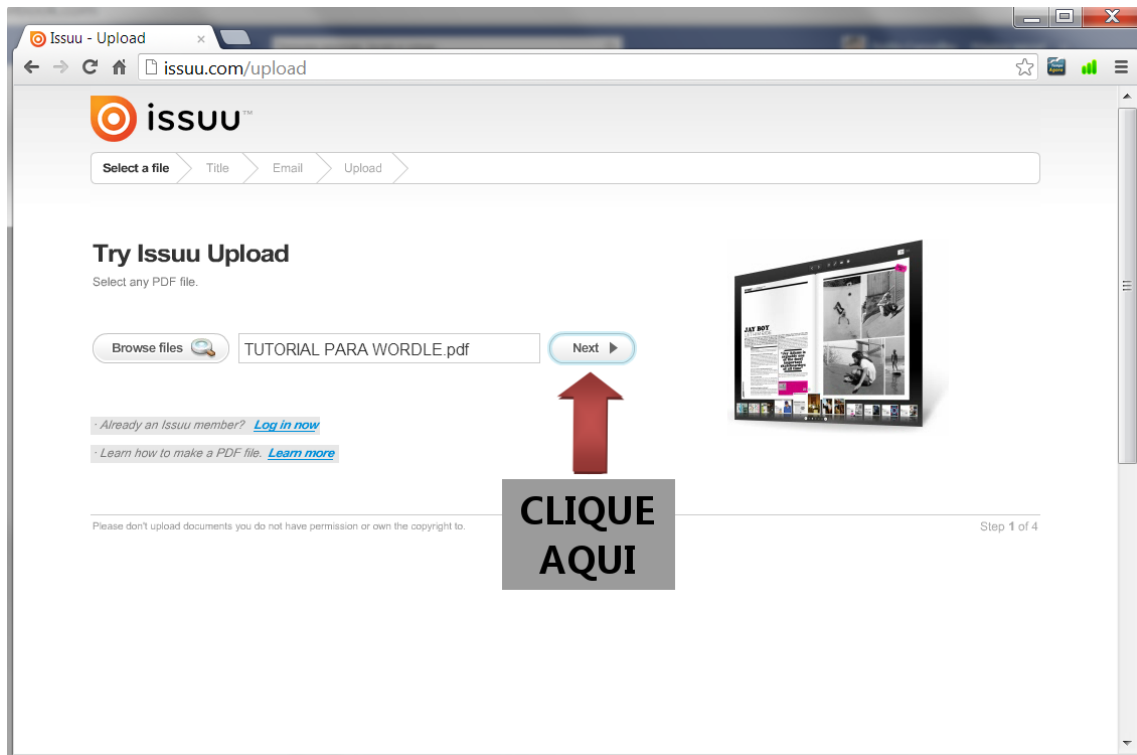 Issuu - Upload
issuu.com/upload
issuu™
Select a file Title Email Upload
Try Issuu Upload
Select any PDF file.
JAY BOY
Browse files TUTORIAL PARA WORDLE.pdf Next
· Already an Issuu member? Log in now
· Learn how to make a PDF file. Learn more
CLIQUE
AQUI
Please don't upload documents you do not have permission or own the copyright to.
Step 1 of 4